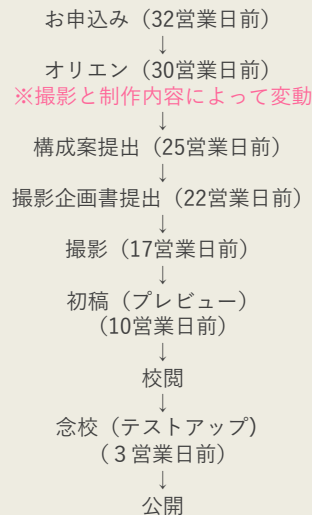 お申込み（32営業日前）
↓
オリエン（30営業日前）
※撮影と制作内容によって変動
↓
構成案提出（25営業日前）
↓
撮影企画書提出（22営業日前）
↓
撮影（17営業日前）
↓
初稿（プレビュー）
（10営業日前）
↓
校閲
↓
念校（テストアップ）
（３営業日前）
↓
公開